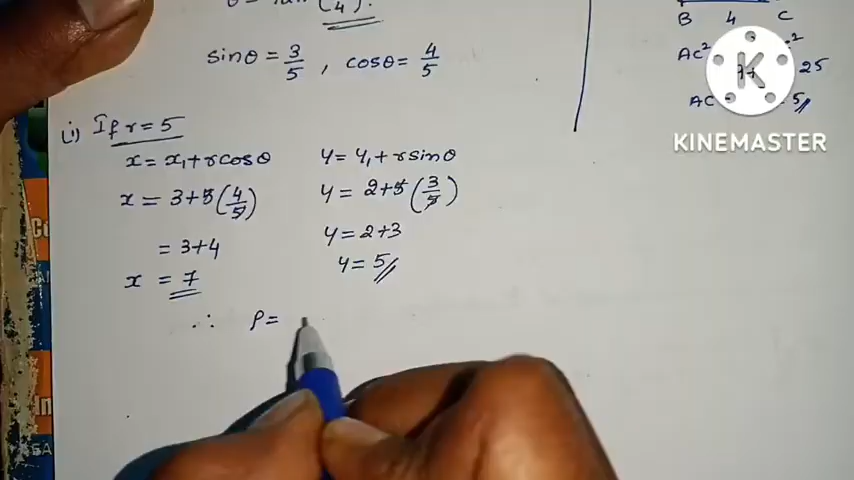 sinθ = 3/5 , cosθ = 4/5
(i) If r = 5
x = x₁ + r cosθ y = y₁ + r sinθ
x = 3+5(4/5) y = 2+5(3/5)
= 3+4 y = 2+3
x = 7 y = 5
∴ P =
B 4 C
AC²
25
AC
5
KINEMASTER